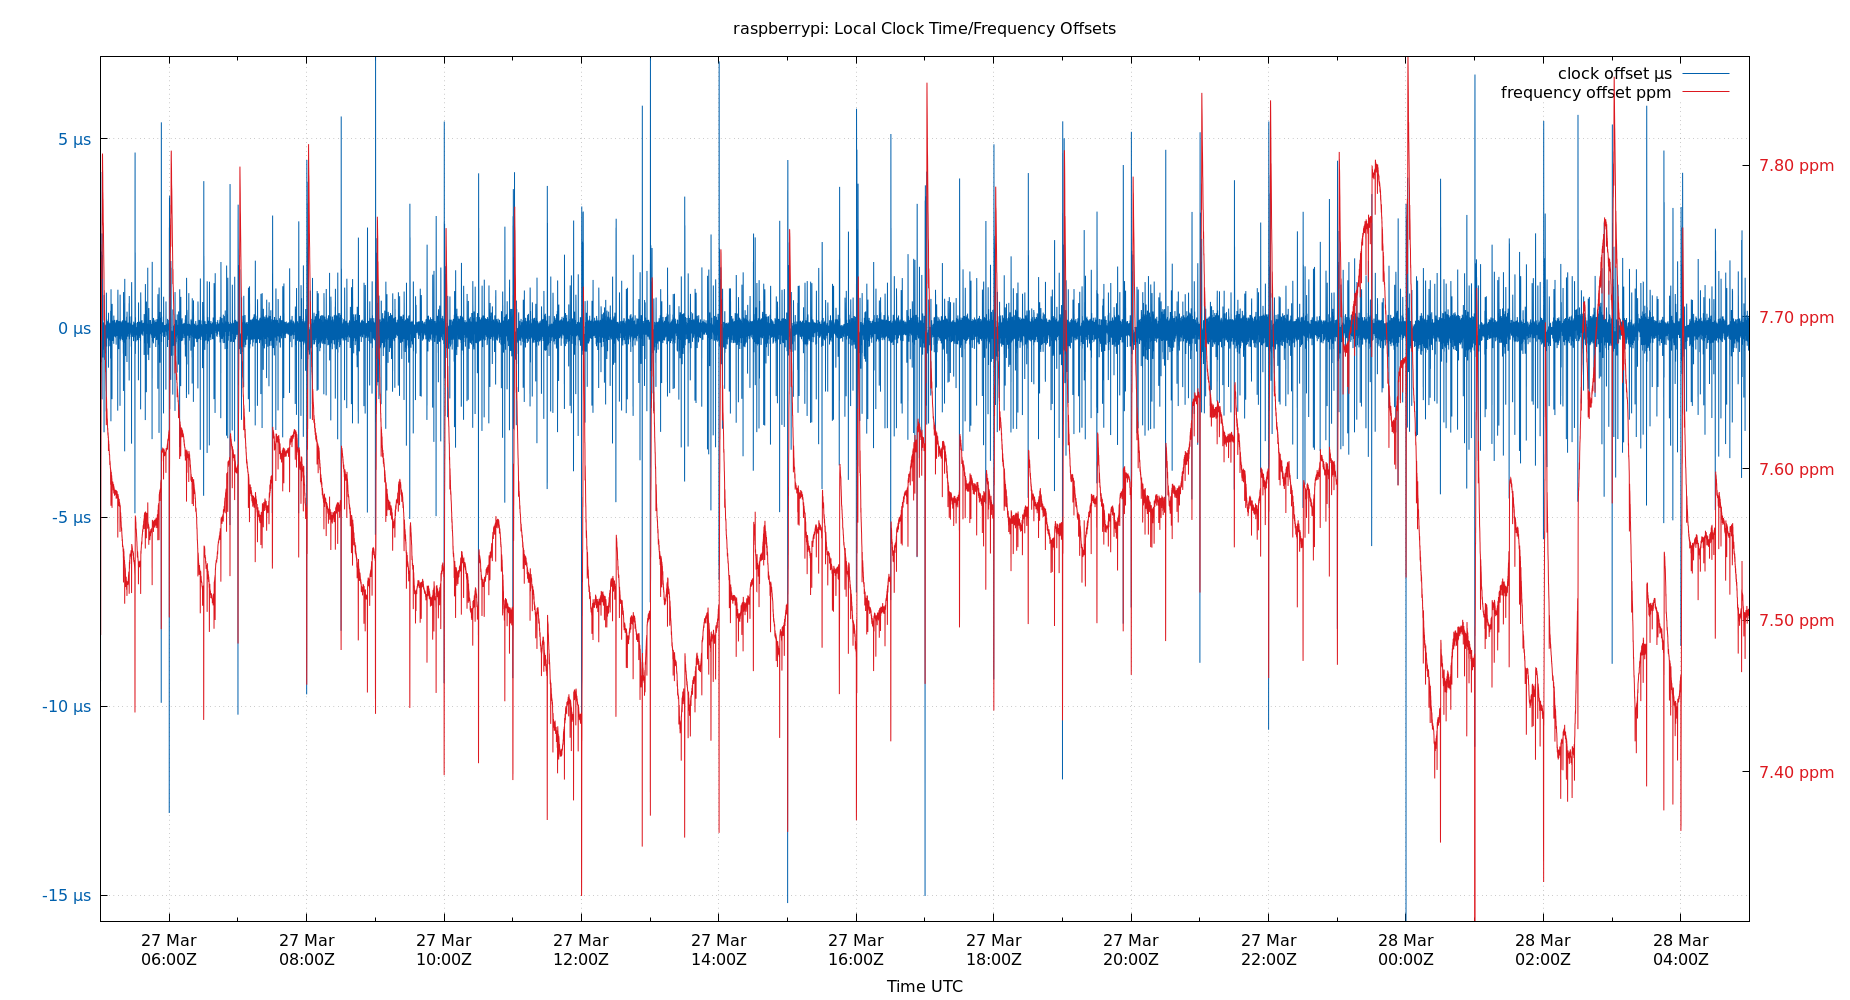 raspberrypi: Local Clock Time/Frequency Offsets
clock offset µs
frequency offset ppm
5 µs
0 µs
-5 µs
-10 µs
-15 µs
7.80 ppm
7.70 ppm
7.60 ppm
7.50 ppm
7.40 ppm
27 Mar 27 Mar 27 Mar 27 Mar 27 Mar 27 Mar 27 Mar 27 Mar 27 Mar 28 Mar 28 Mar 28 Mar
06:00Z 08:00Z 10:00Z 12:00Z 14:00Z 16:00Z 18:00Z 20:00Z 22:00Z 00:00Z 02:00Z 04:00Z
Time UTC